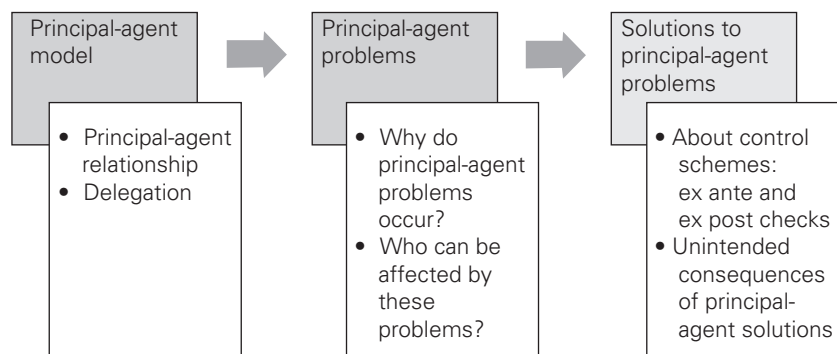 Principal-agent
model
• Principal-agent
relationship
• Delegation
Principal-agent
problems
• Why do
principal-agent
problems
occur?
• Who can be
affected by
these
problems?
Solutions to
principal-agent
problems
• About control
schemes:
ex ante and
ex post checks
• Unintended
consequences
of principal-
agent solutions